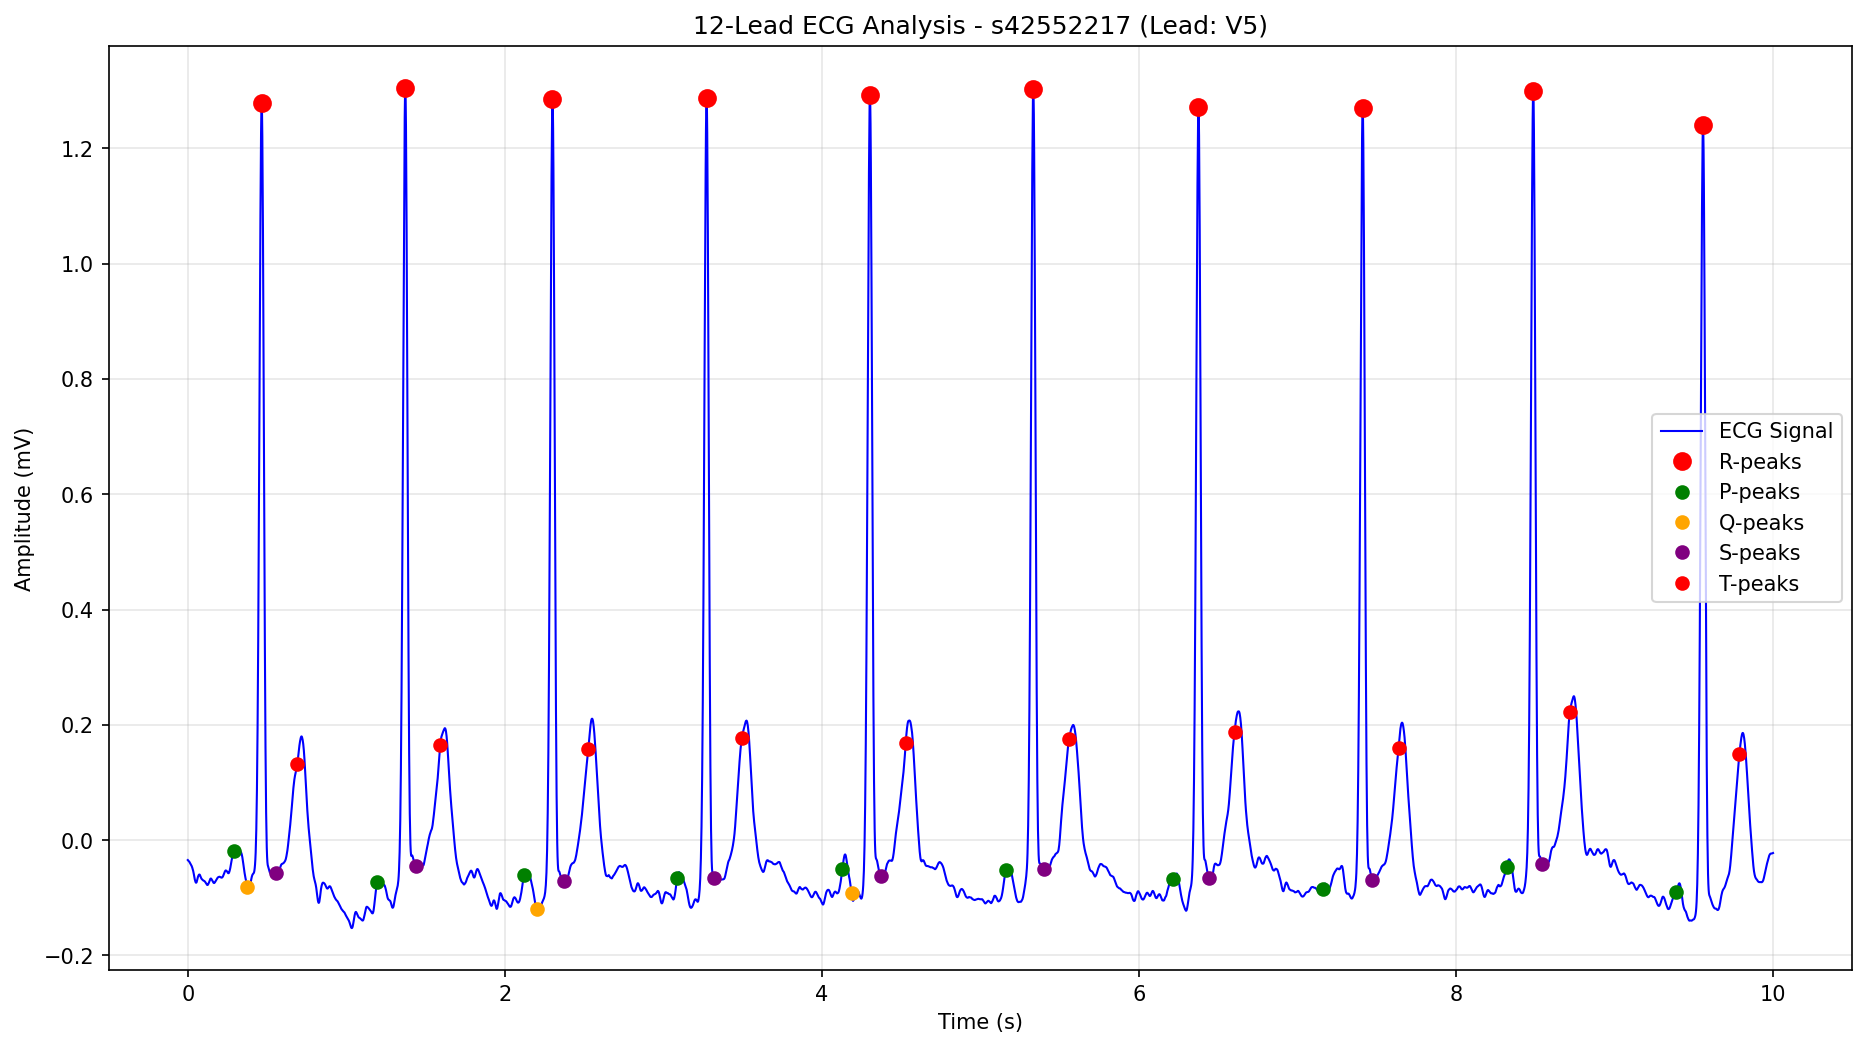 12-Lead ECG Analysis - s42552217 (Lead: V5)
Amplitude (mV)
1.2
1.0
0.8
0.6
0.4
0.2
0.0
−0.2
ECG Signal
R-peaks
P-peaks
Q-peaks
S-peaks
T-peaks
0 2 4 6 8 10
Time (s)